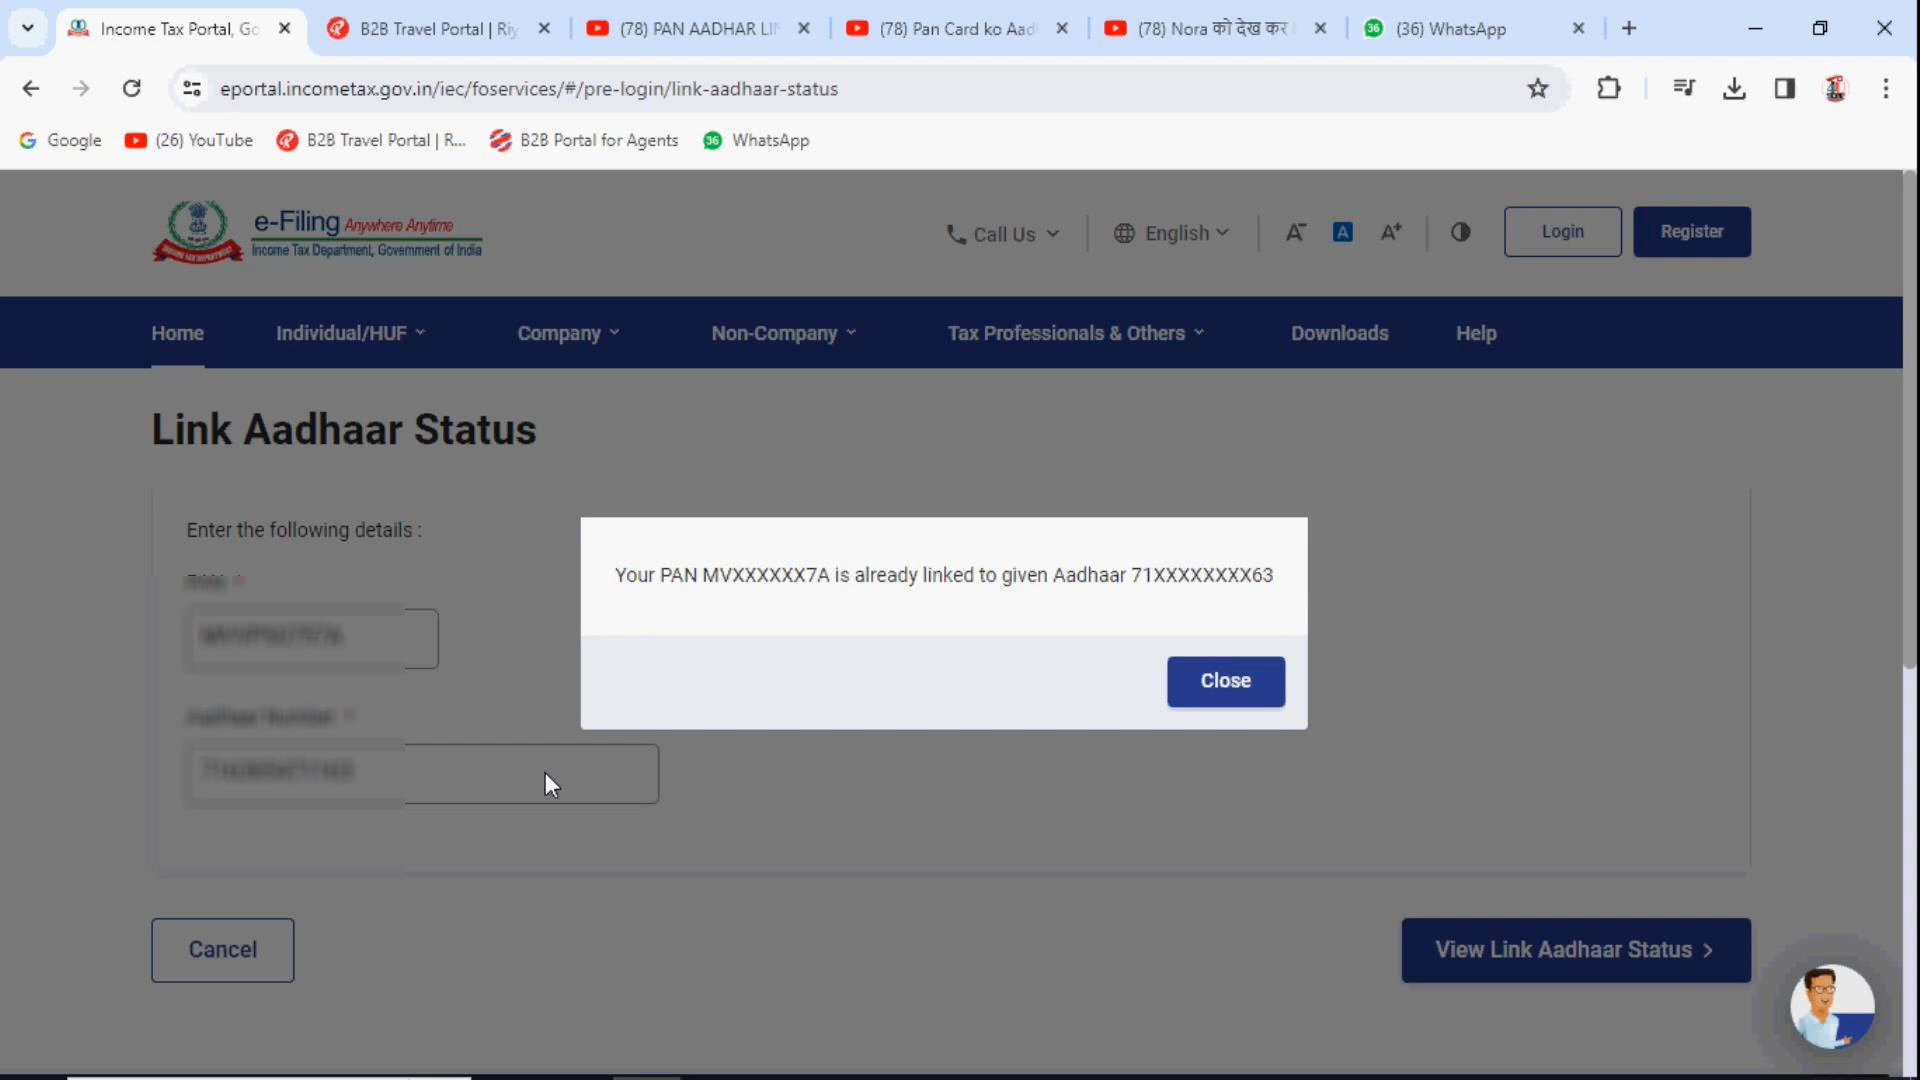 Income Tax Portal, Go
B2B Travel Portal | Riy
(78) PAN AADHAR LIN
(78) Pan Card ko Aad
(78) Nora को देख कर
(36) WhatsApp
eportal.incometax.gov.in/iec/foservices/#/pre-login/link-aadhaar-status
Google
(26) YouTube
B2B Travel Portal | R...
B2B Portal for Agents
36
WhatsApp
e-Filing Anywhere Anytime
Income Tax Department, Government of India
Call Us
English
A-
A
A+
Login
Register
Home
Individual/HUF
Company
Non-Company
Tax Professionals & Others
Downloads
Help
Link Aadhaar Status
Enter the following details :
Your PAN MVXXXXXX7A is already linked to given Aadhaar 71XXXXXXXX63
Close
Aadhaar Number *
Cancel
View Link Aadhaar Status >